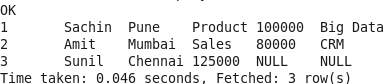 OK
1 Sachin Pune Product 100000 Big Data
2 Amit Mumbai Sales 80000 CRM
3 Sunil Chennai 125000 NULL NULL
Time taken: 0.046 seconds, Fetched: 3 row(s)